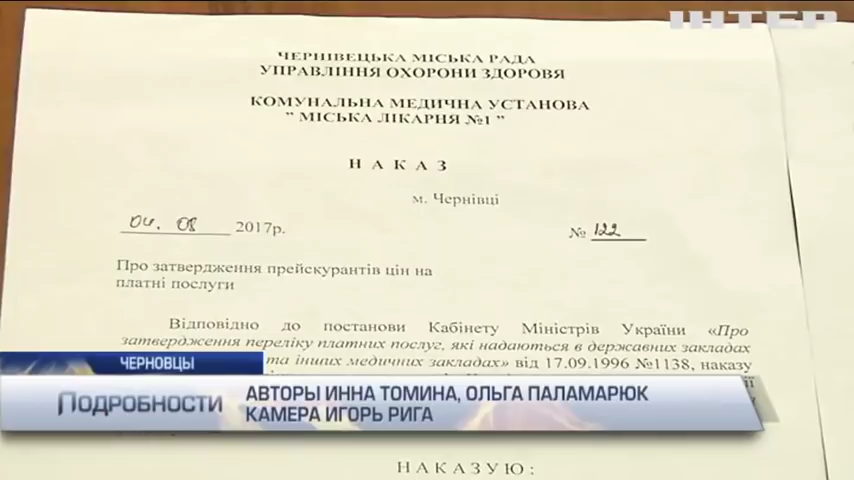 ІНТЕР
ЧЕРНІВЕЦЬКА МІСЬКА РАДА
УПРАВЛІННЯ ОХОРОНИ ЗДОРОВЯ
КОМУНАЛЬНА МЕДИЧНА УСТАНОВА
" МІСЬКА ЛІКАРНЯ №1 "
Н А К А З
м. Чернівці
04. 08 2017р.
№ 122
Про затвердження прейскурантів цін на
платні послуги
Відповідно до постанови Кабінету Міністрів України «Про
затвердження переліку платних послуг, які надаються в державних закладах
та інших медичних закладах» від 17.09.1996 №1138, наказу
ЧЕРНОВЦЫ
ПОДРОБНОСТИ
АВТОРЫ ИННА ТОМИНА, ОЛЬГА ПАЛАМАРЮК
КАМЕРА ИГОРЬ РИГА
Н А К А З У Ю :